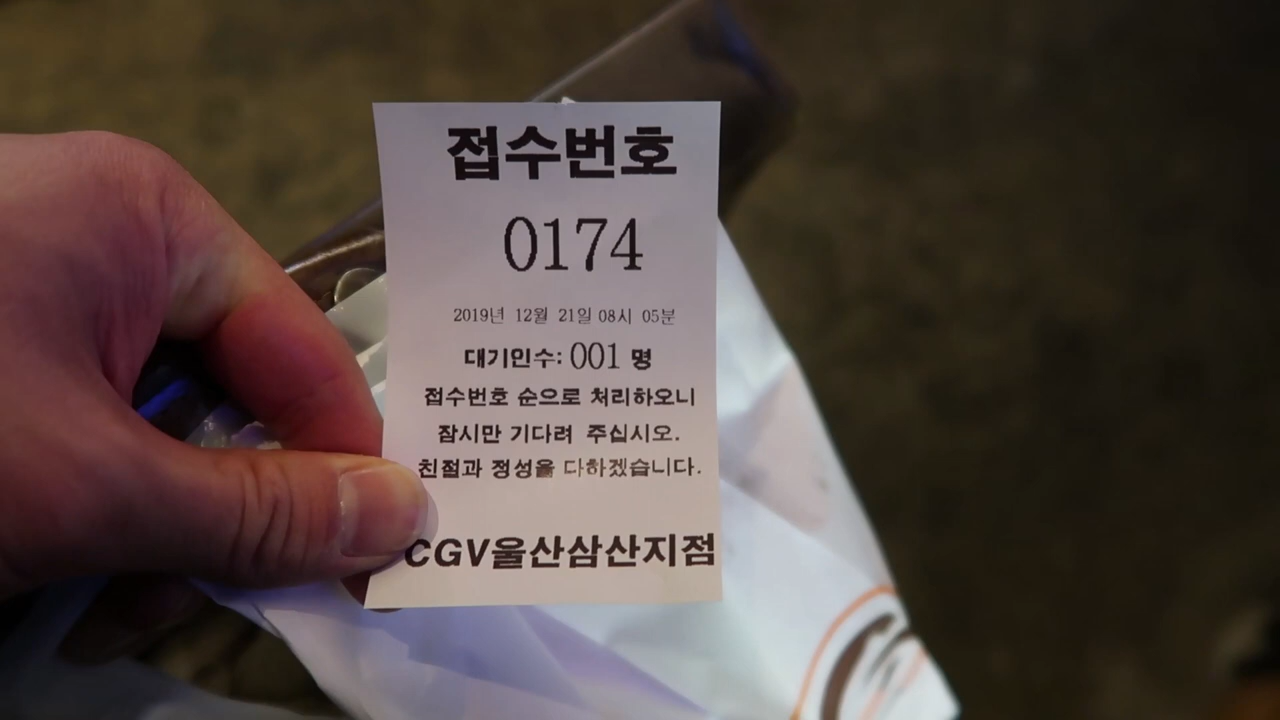 접수번호
0174
2019년 12월 21일 08시 05분
대기인수: 001 명
접수번호 순으로 처리하오니
잠시만 기다려 주십시오.
친절과 정성을 다하겠습니다.
CGV울산삼산지점